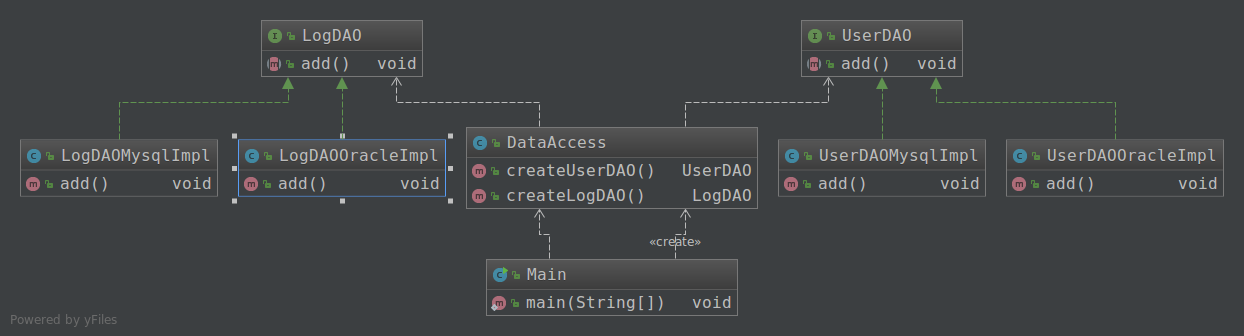 LogDAO
add() void
UserDAO
add() void
LogDAOMysqlImpl
add() void
LogDAOOracleImpl
add() void
DataAccess
createUserDAO() UserDAO
createLogDAO() LogDAO
UserDAOMysqlImpl
add() void
UserDAOOracleImpl
add() void
«create»
Main
main(String[]) void
Powered by yFiles